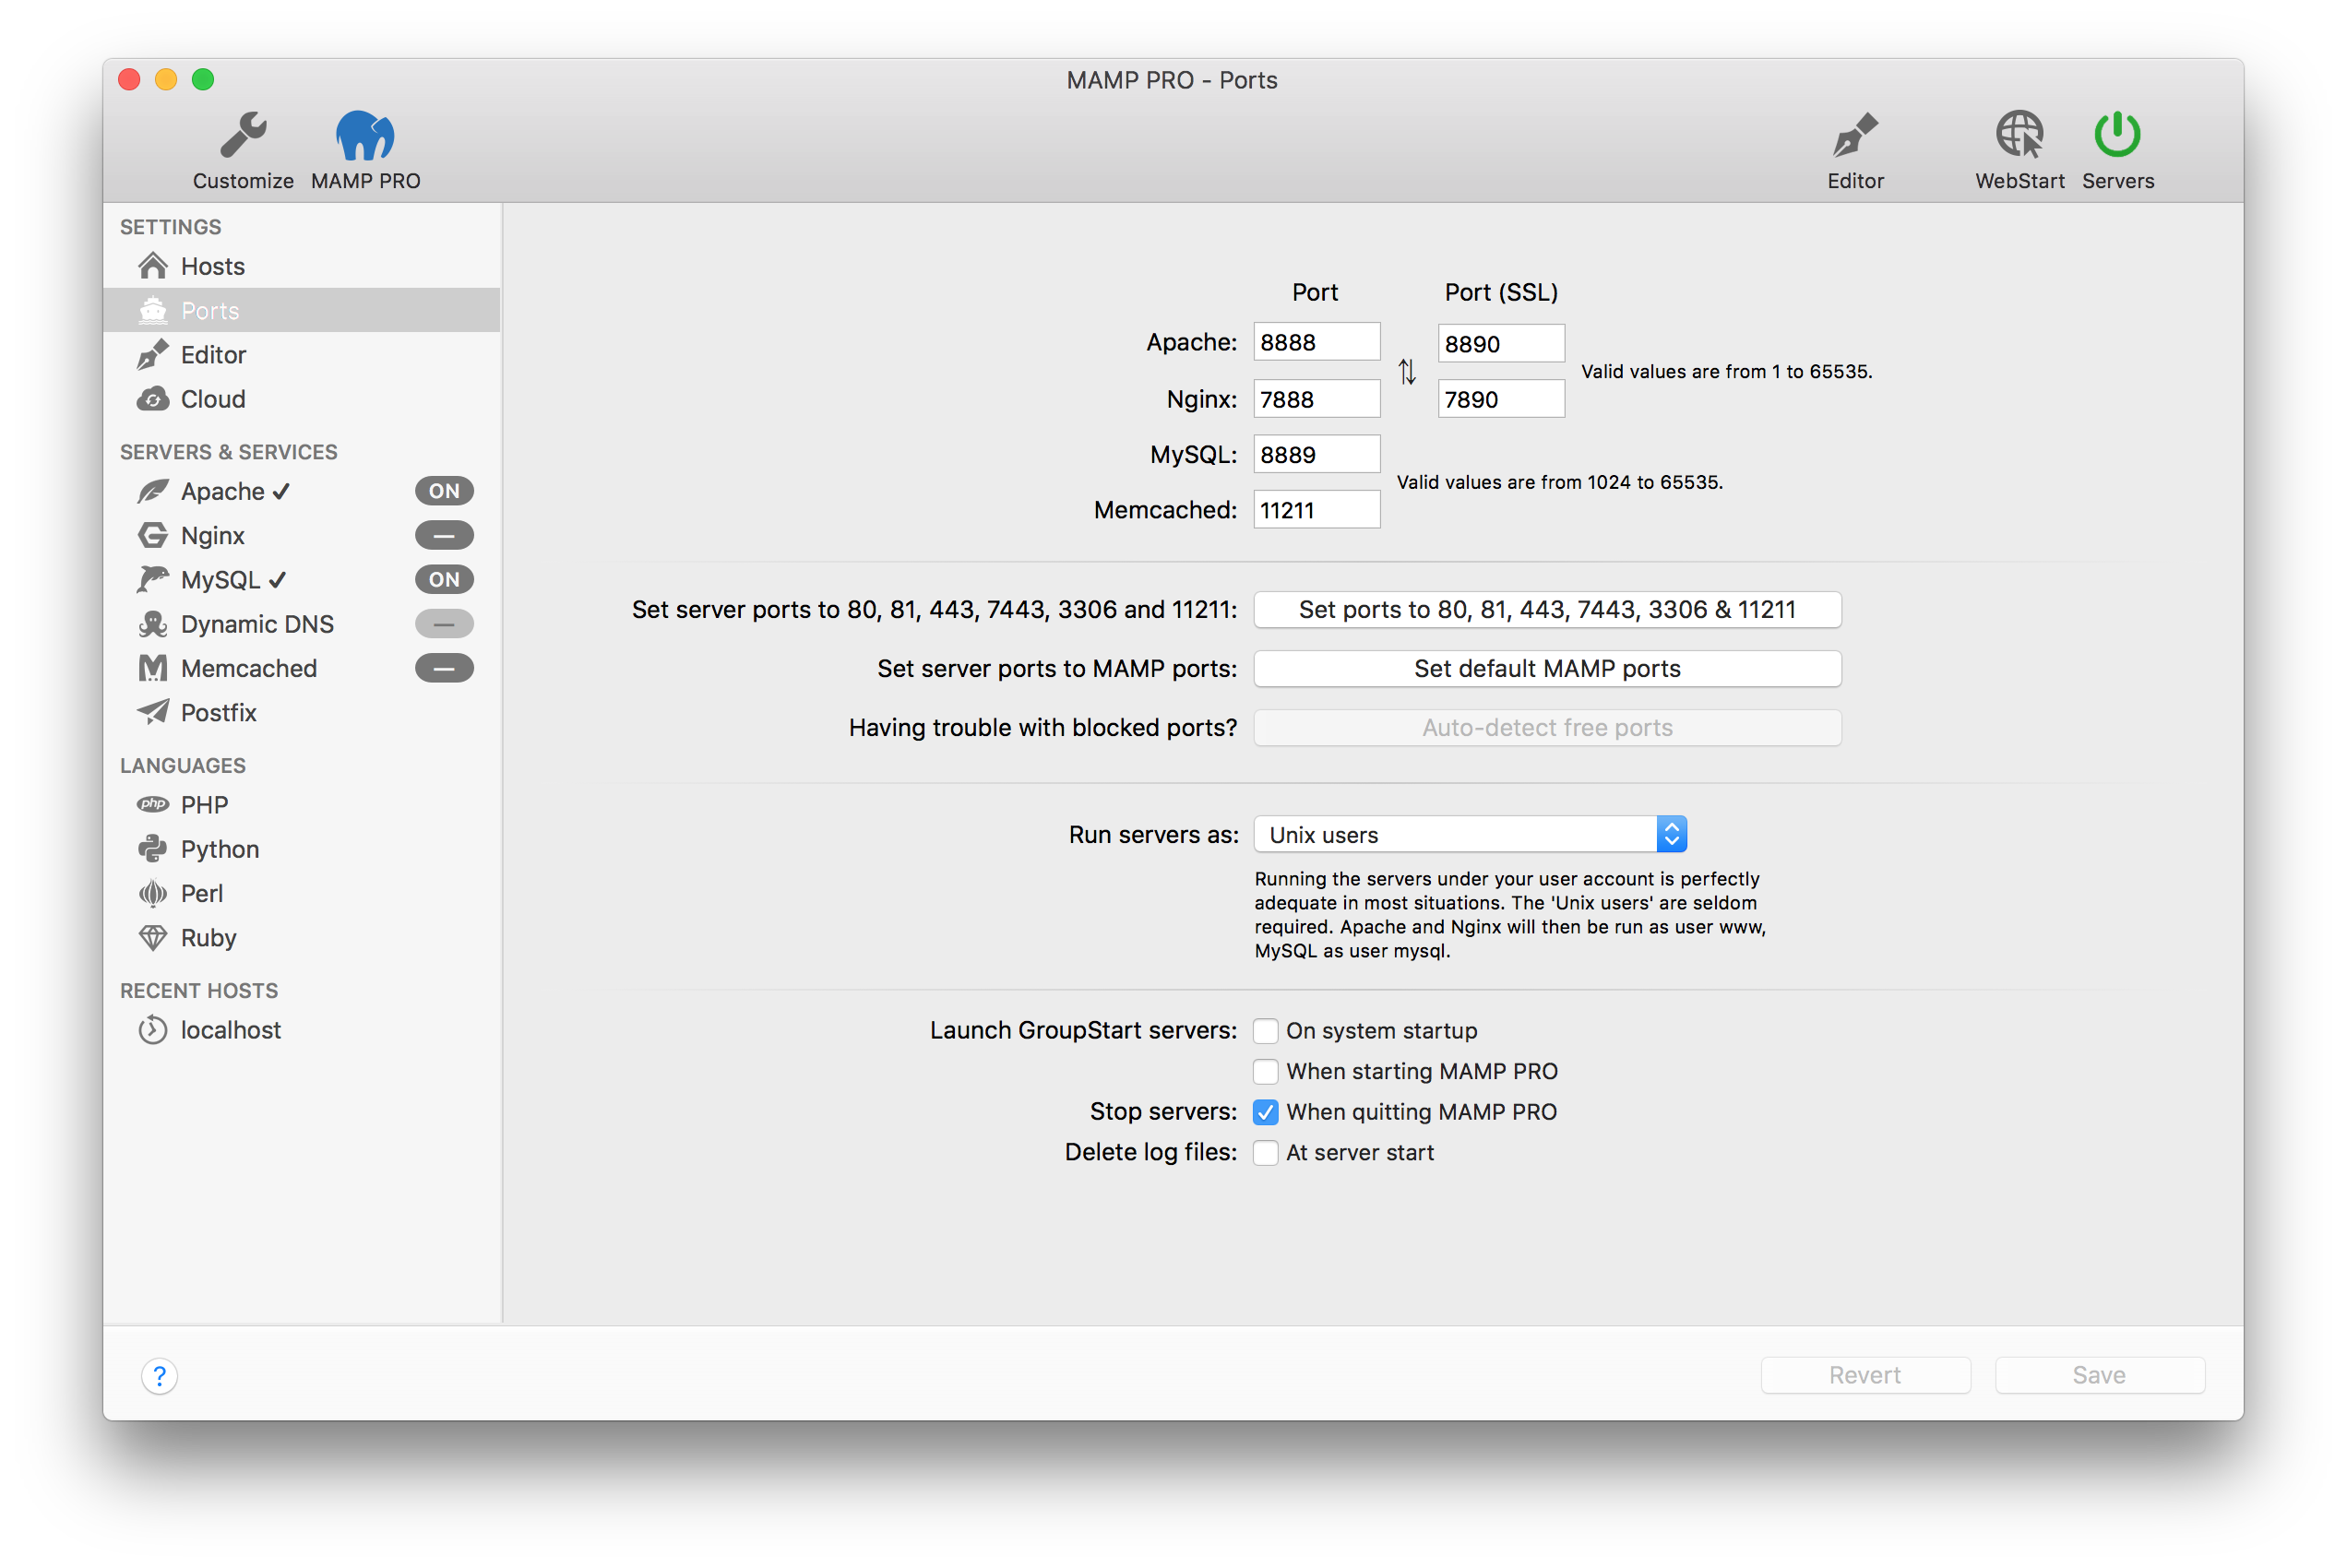 MAMP PRO - Ports
Customize MAMP PRO Editor WebStart Servers
SETTINGS
Hosts
Ports
Editor
Cloud
SERVERS & SERVICES
Apache ✔ ON
Nginx —
MySQL ✔ ON
Dynamic DNS —
Memcached —
Postfix
LANGUAGES
php PHP
Python
Perl
Ruby
RECENT HOSTS
localhost
Port Port (SSL)
Apache: 8888 8890
Valid values are from 1 to 65535.
Nginx: 7888 7890
MySQL: 8889
Valid values are from 1024 to 65535.
Memcached: 11211
Set server ports to 80, 81, 443, 7443, 3306 and 11211: Set ports to 80, 81, 443, 7443, 3306 & 11211
Set server ports to MAMP ports: Set default MAMP ports
Having trouble with blocked ports? Auto-detect free ports
Run servers as: Unix users
Running the servers under your user account is perfectly
adequate in most situations. The 'Unix users' are seldom
required. Apache and Nginx will then be run as user www,
MySQL as user mysql.
Launch GroupStart servers: On system startup
When starting MAMP PRO
Stop servers: When quitting MAMP PRO
Delete log files: At server start
? Revert Save